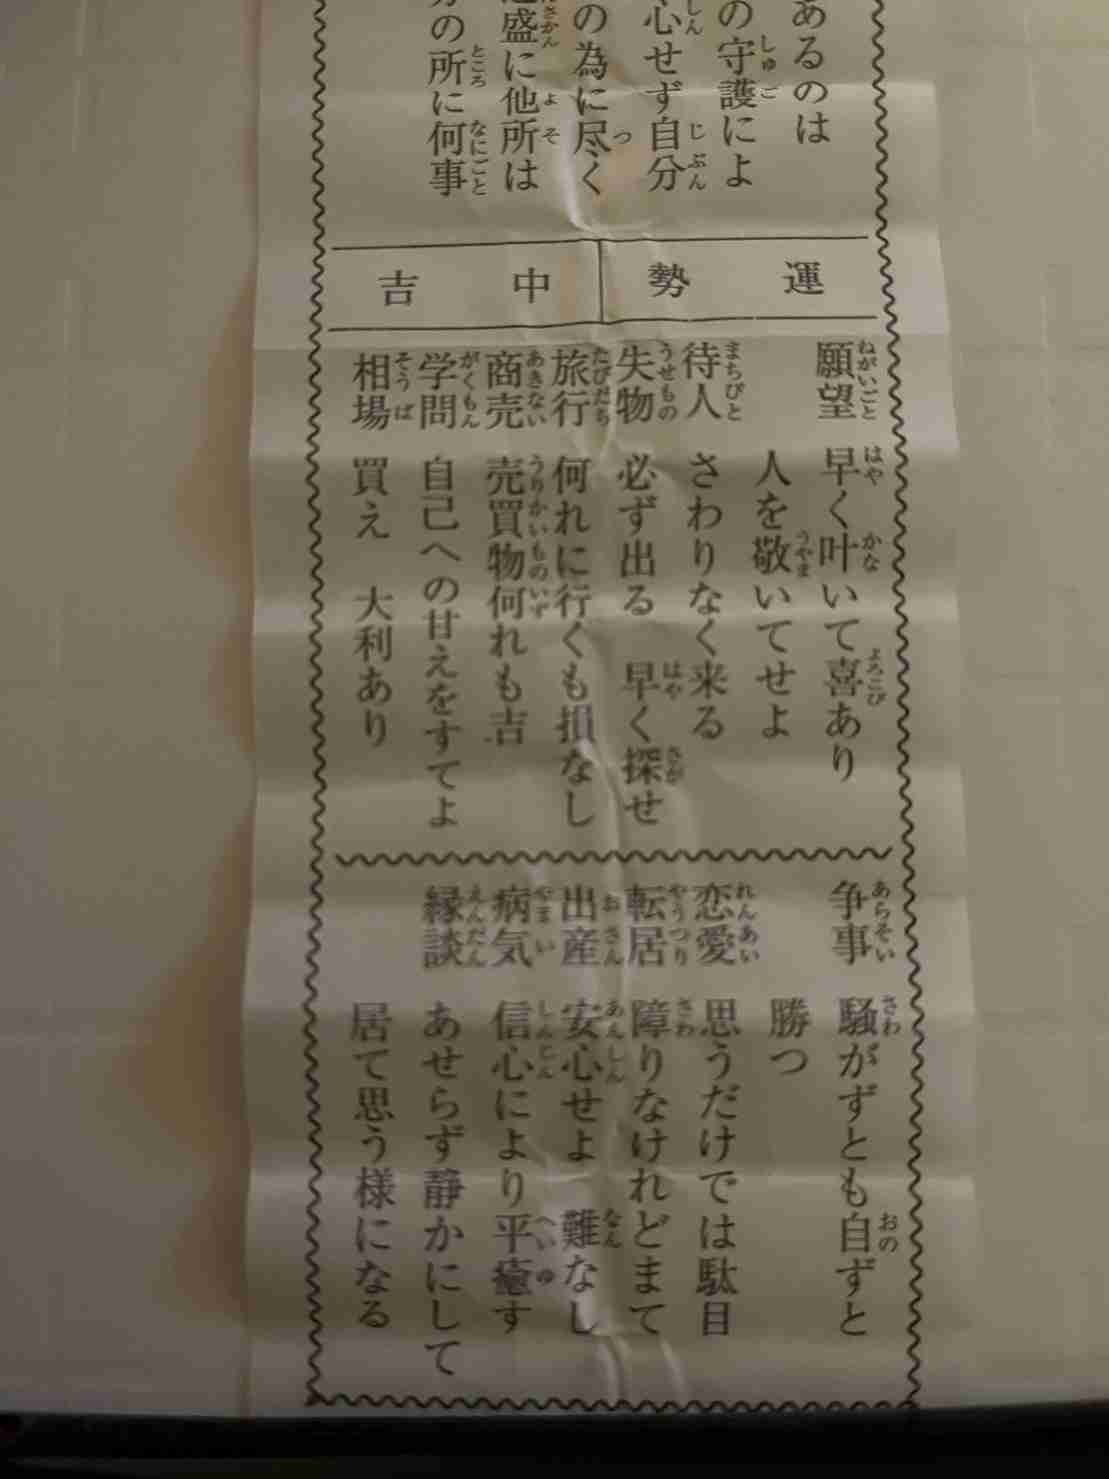 あるのは
の守護によ
心せず自分
の為に尽く
盛に他所は
の所に何事
運勢 中吉
願望 早く叶いて喜あり
人を敬いてせよ
待人 さわりなく来る
失物 必ず出る 早く探せ
旅行 何れに行くも損なし
商売 売買物何れも吉
学問 自己への甘えをすてよ
相場 買え 大利あり
争事 騒がずとも自ずと
勝つ
恋愛 思うだけでは駄目
転居 障りなけれどまて
出産 安心せよ 難なし
病気 信心により平癒す
縁談 あせらず静かにして
居て思う様になる